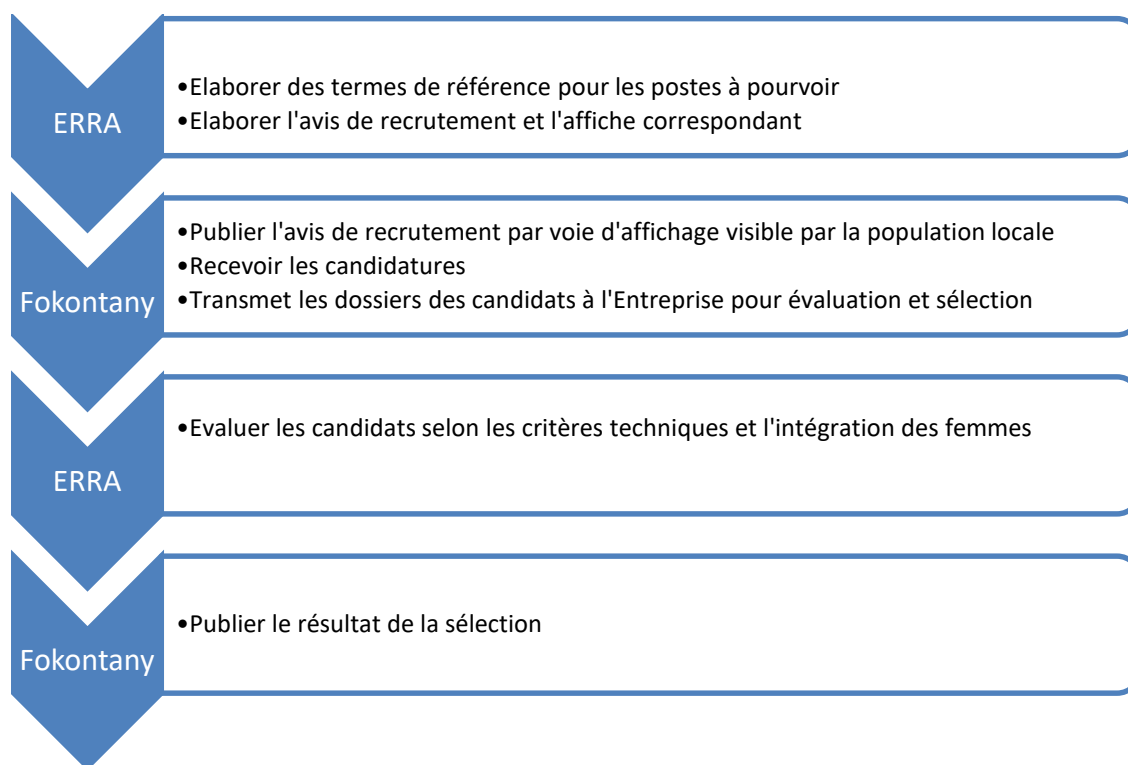 ERRA
•Elaborer des termes de référence pour les postes à pourvoir
•Elaborer l'avis de recrutement et l'affiche correspondant
Fokontany
•Publier l'avis de recrutement par voie d'affichage visible par la population locale
•Recevoir les candidatures
•Transmet les dossiers des candidats à l'Entreprise pour évaluation et sélection
ERRA
•Evaluer les candidats selon les critères techniques et l'intégration des femmes
Fokontany
•Publier le résultat de la sélection